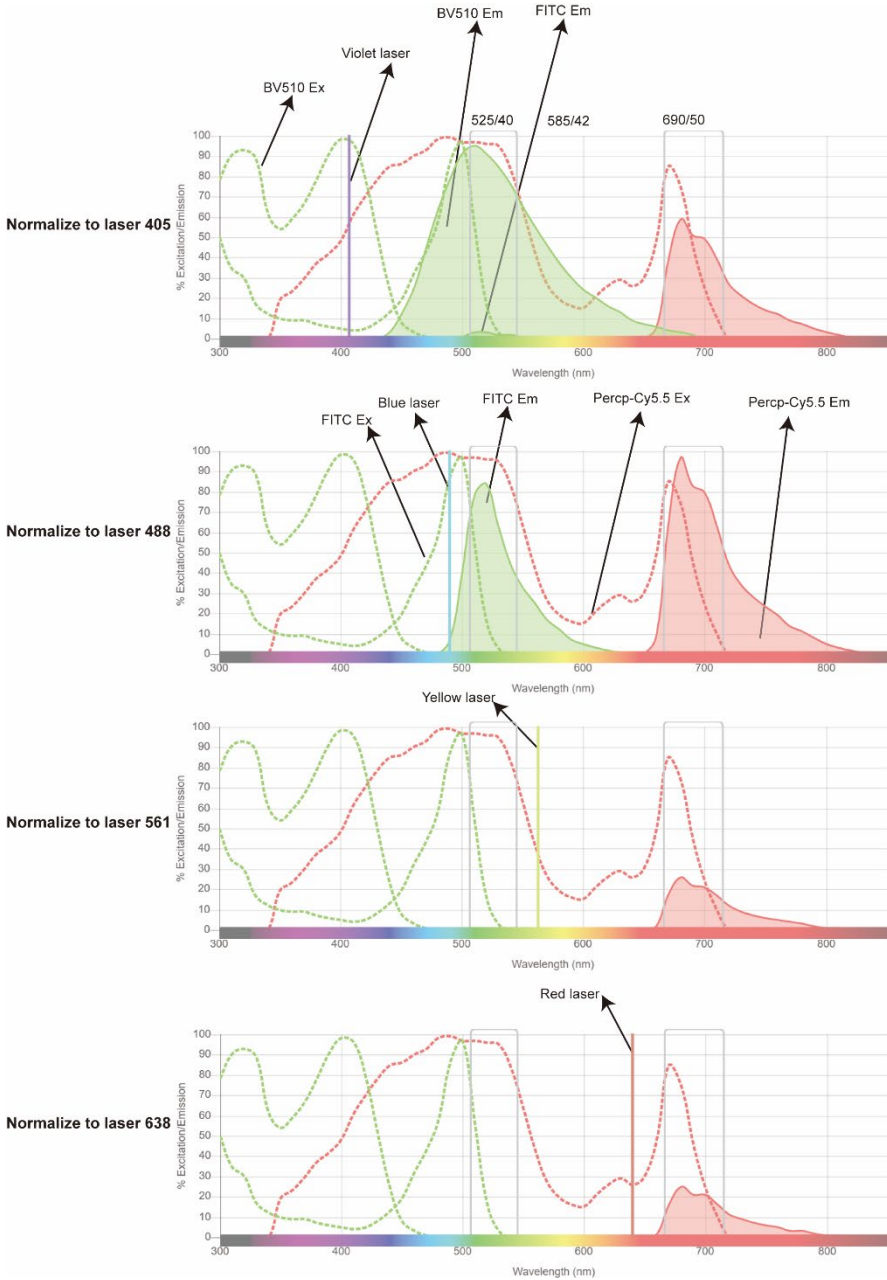 BV510 Em
FITC Em
Violet laser
BV510 Ex
525/40 585/42 690/50
Normalize to laser 405
% Excitation/Emission
100
90
80
70
60
50
40
30
20
10
0
300 400 500 600 700 800
Wavelength (nm)
FITC Ex
Blue laser
FITC Em
Percp-Cy5.5 Ex
Percp-Cy5.5 Em
Normalize to laser 488
% Excitation/Emission
100
90
80
70
60
50
40
30
20
10
0
300 400 500 600 700 800
Wavelength (nm)
Yellow laser
Normalize to laser 561
% Excitation/Emission
100
90
80
70
60
50
40
30
20
10
0
300 400 500 600 700 800
Wavelength (nm)
Red laser
Normalize to laser 638
% Excitation/Emission
100
90
80
70
60
50
40
30
20
10
0
300 400 500 600 700 800
Wavelength (nm)